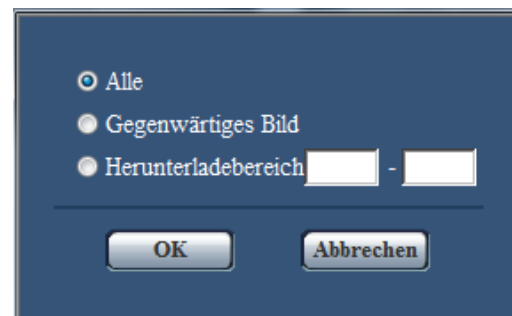 Alle
Gegenwärtiges Bild
Herunterladebereich -
OK Abbrechen